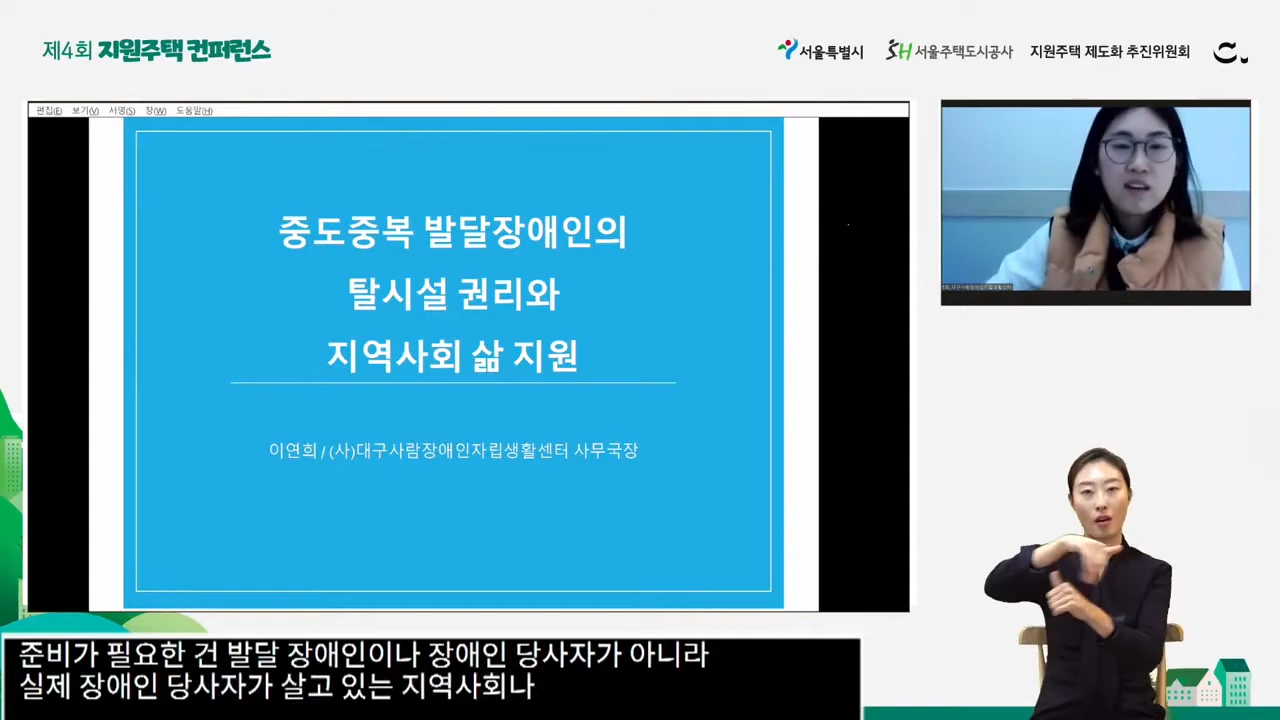 제4회 지원주택 컨퍼런스
서울특별시
SH 서울주택도시공사
지원주택 제도화 추진위원회
편집(E) 보기(V) 서명(S) 창(W) 도움말(H)
중도중복 발달장애인의
탈시설 권리와
지역사회 삶 지원
이연희 / (사)대구사람장애인자립생활센터 사무국장
준비가 필요한 건 발달 장애인이나 장애인 당사자가 아니라
실제 장애인 당사자가 살고 있는 지역사회나